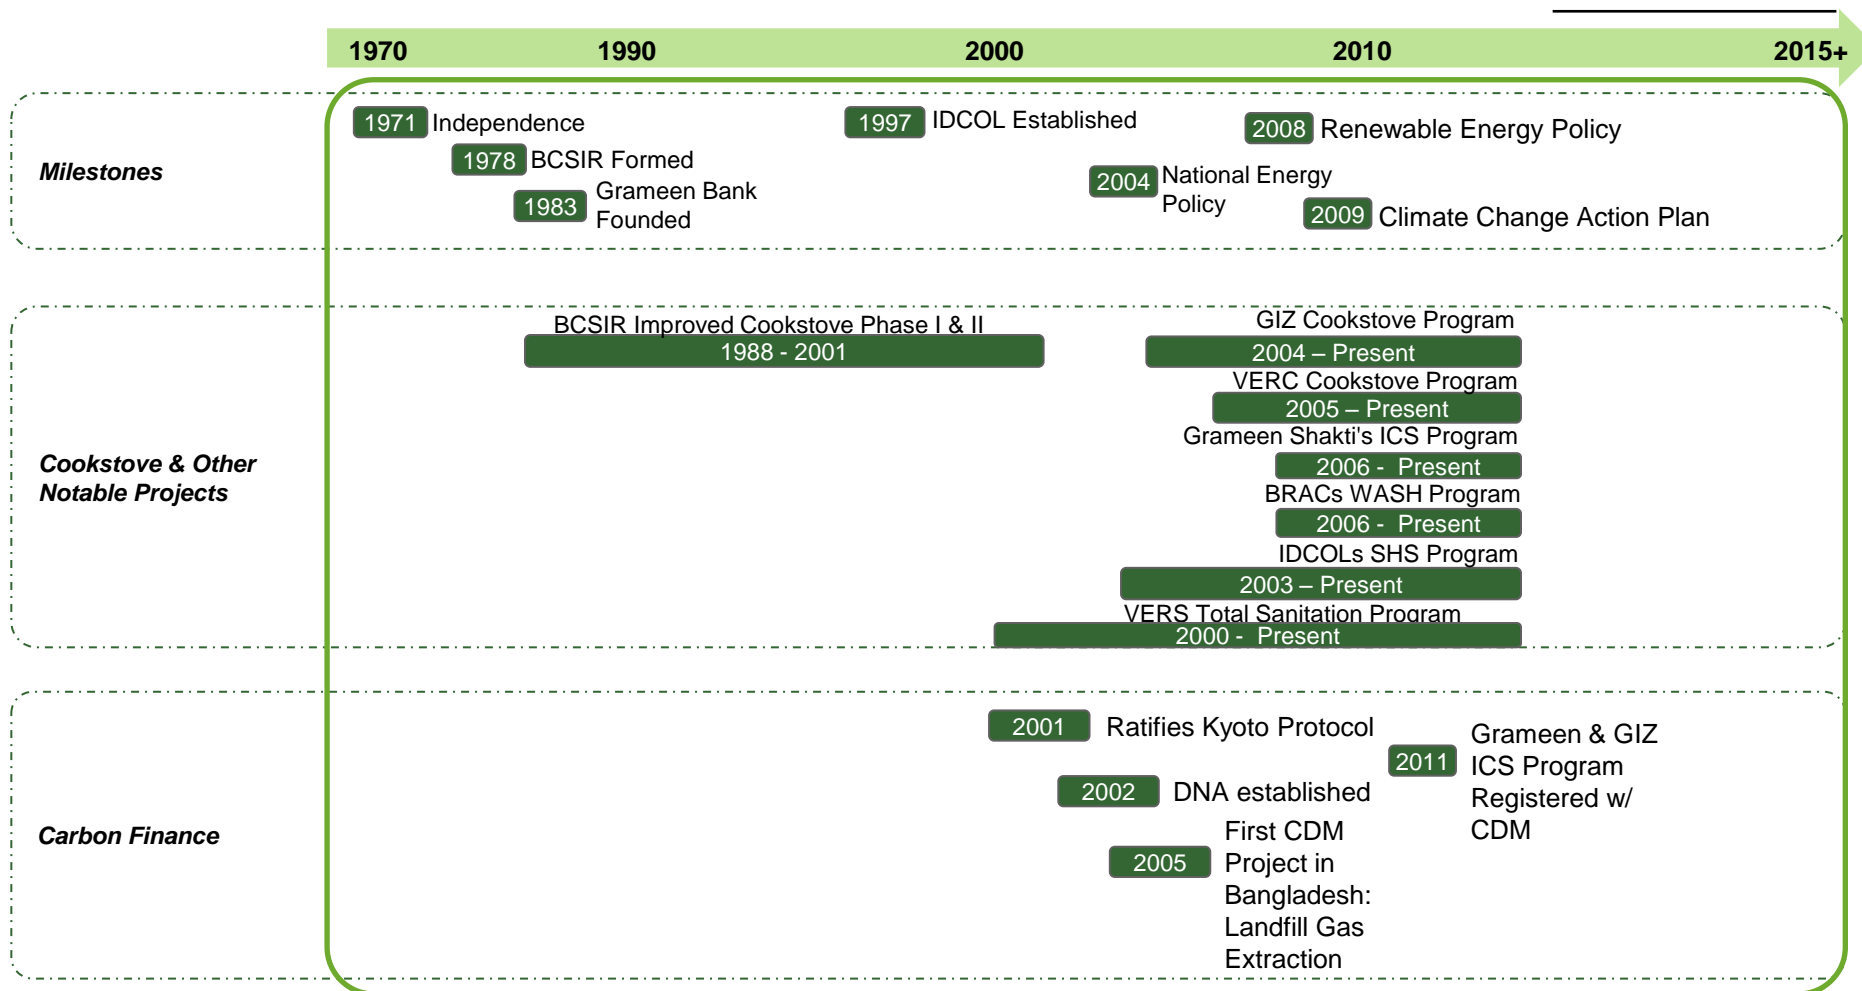 1970 1990 2000 2010 2015+
Milestones
1971 Independence
1978 BCSIR Formed
1983 Grameen Bank
Founded
1997 IDCOL Established
2004 National Energy
Policy
2008 Renewable Energy Policy
2009 Climate Change Action Plan
Cookstove & Other
Notable Projects
BCSIR Improved Cookstove Phase I & II
1988 - 2001
GIZ Cookstove Program
2004 – Present
VERC Cookstove Program
2005 – Present
Grameen Shakti's ICS Program
2006 - Present
BRACs WASH Program
2006 - Present
IDCOLs SHS Program
2003 – Present
VERS Total Sanitation Program
2000 - Present
Carbon Finance
2001 Ratifies Kyoto Protocol
2002 DNA established
2005 First CDM
Project in
Bangladesh:
Landfill Gas
Extraction
2011 Grameen & GIZ
ICS Program
Registered w/
CDM